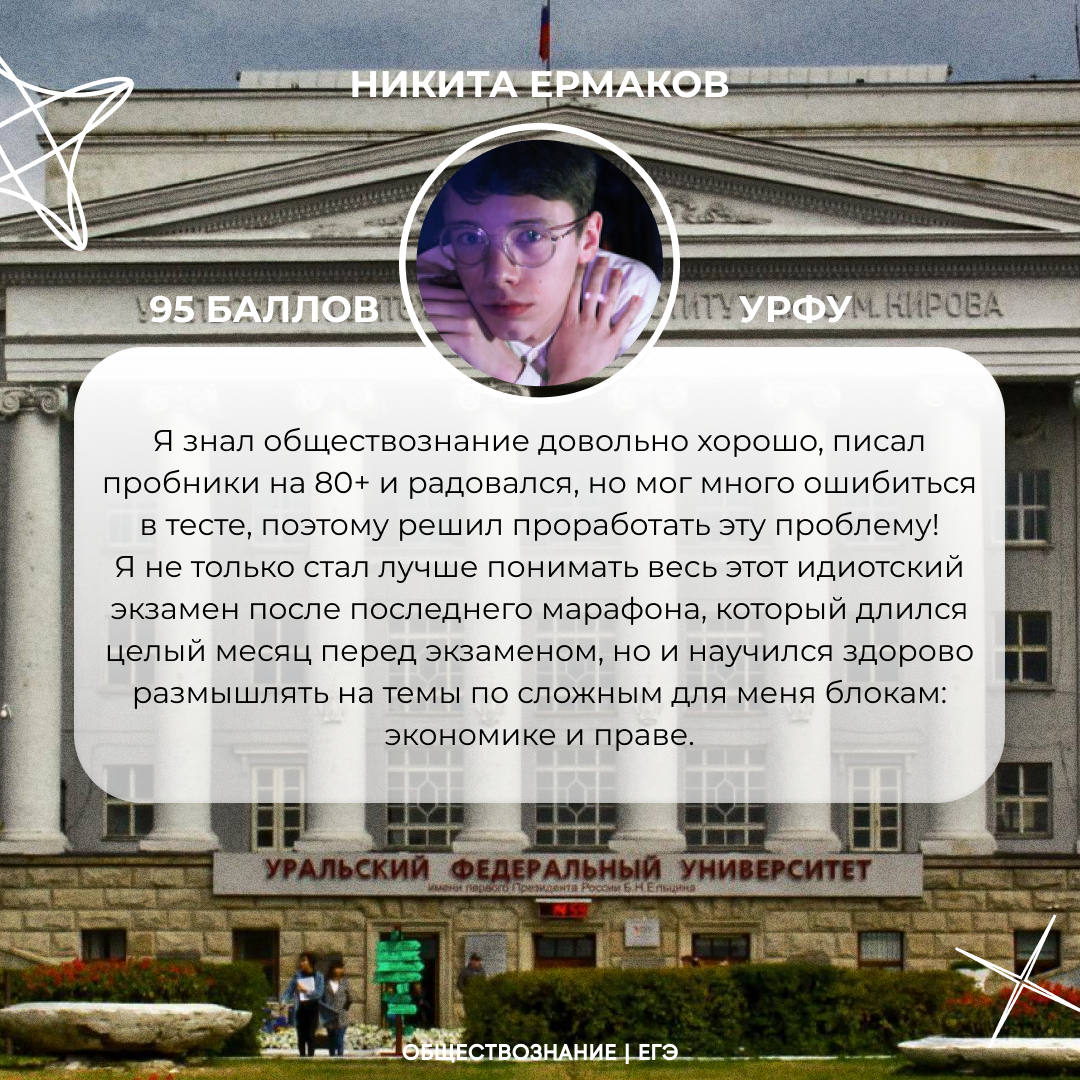 НИКИТА ЕРМАКОВ
95 БАЛЛОВ
УРФУ
М.КИРОВА
Я знал обществознание довольно хорошо, писал
пробники на 80+ и радовался, но мог много ошибиться
в тесте, поэтому решил проработать эту проблему!
Я не только стал лучше понимать весь этот идиотский
экзамен после последнего марафона, который длился
целый месяц перед экзаменом, но и научился здорово
размышлять на темы по сложным для меня блокам:
экономике и праве.
УРАЛЬСКИЙ ФЕДЕРАЛЬНЫЙ УНИВЕРСИТЕТ
имени первого Президента России Б.Н.Ельцина
ОБЩЕСТВОЗНАНИЕ | ЕГЭ